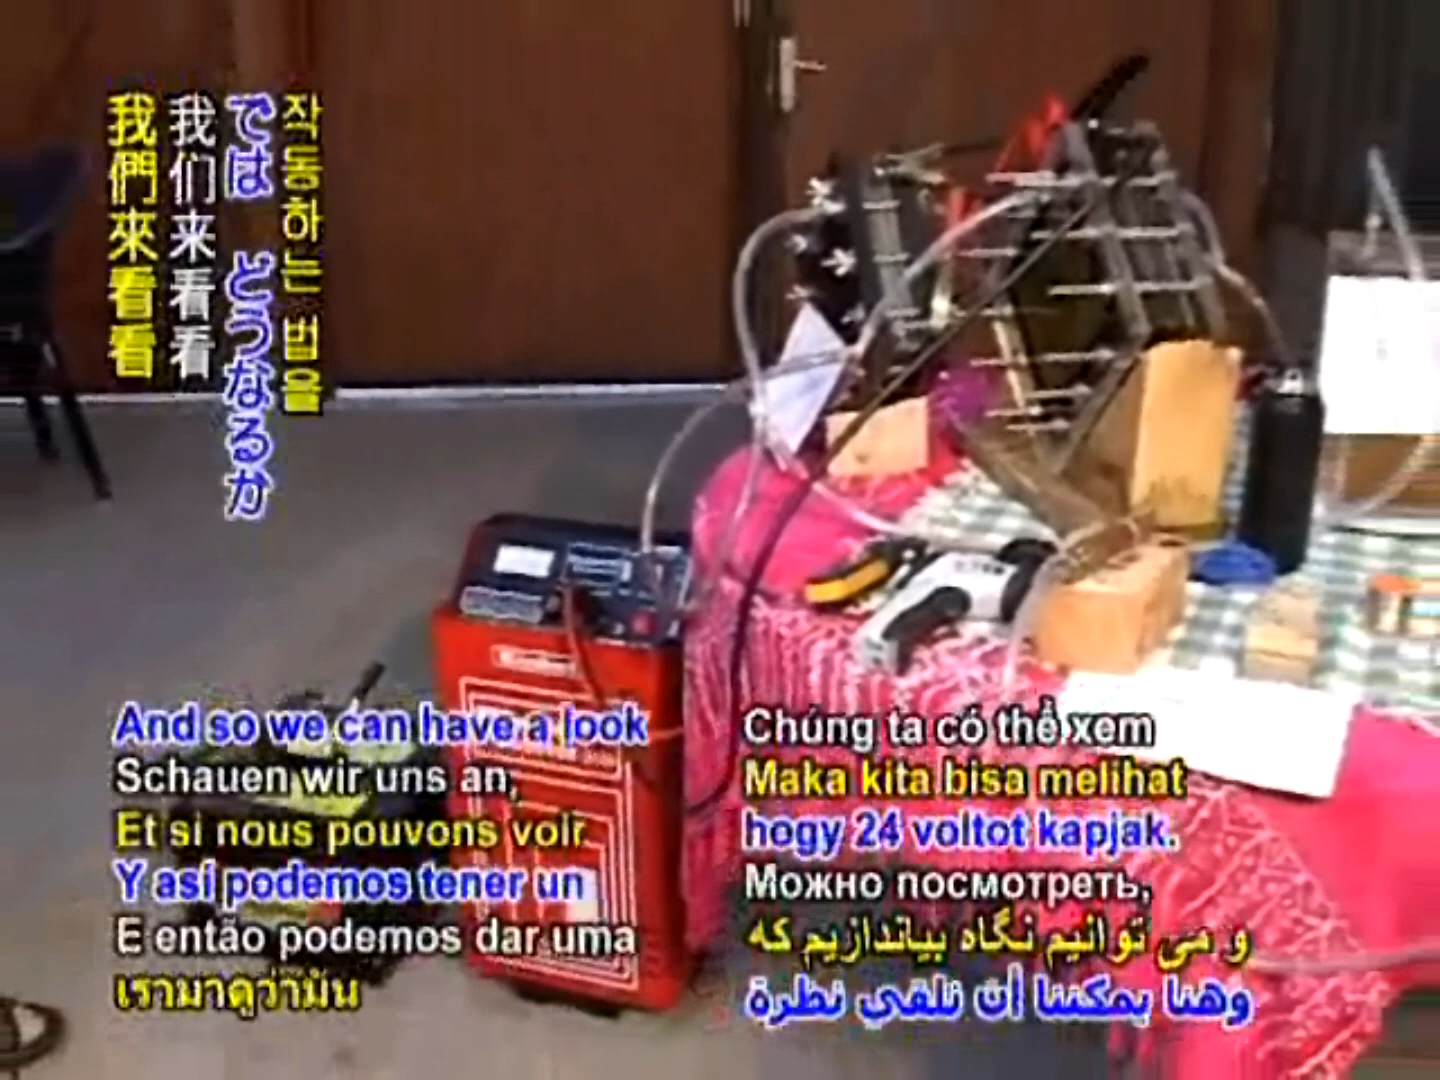 我們來看看
我们来看看
では どうなるか
작동하는 법을
And so we can have a look
Schauen wir uns an,
Et si nous pouvons voir
Y así podemos tener un
E então podemos dar uma
เรามาดูว่ามัน
Chúng ta có thể xem
Maka kita bisa melihat
hogy 24 voltot kapjak.
Можно посмотреть,
و می توانیم نگاه بیاندازیم که
وهنا يمكننا أن نلقي نظرة